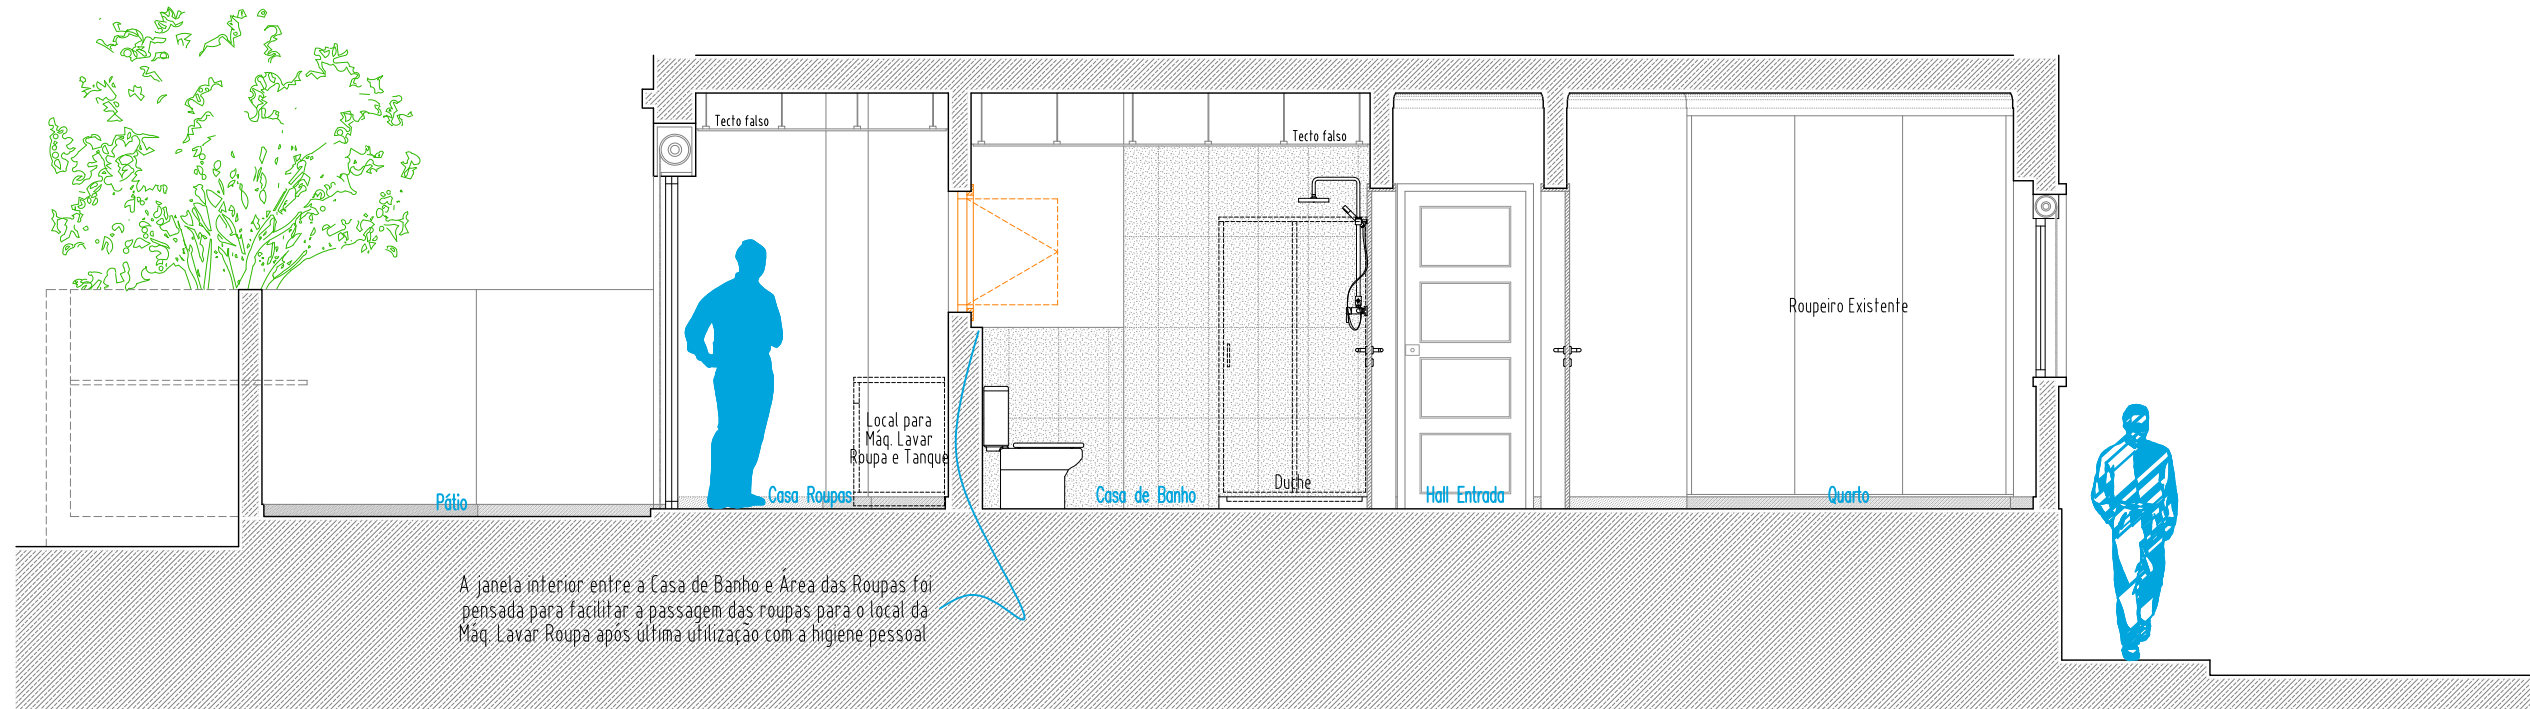 Tecto falso
Tecto falso
Roupeiro Existente
Local para
Máq. Lavar
Roupa e Tanque
Duche
Pátio
Casa Roupas
Casa de Banho
Hall Entrada
Quarto
A janela interior entre a Casa de Banho e Área das Roupas foi
pensada para facilitar a passagem das roupas para o local da
Máq. Lavar Roupa após última utilização com a higiene pessoal